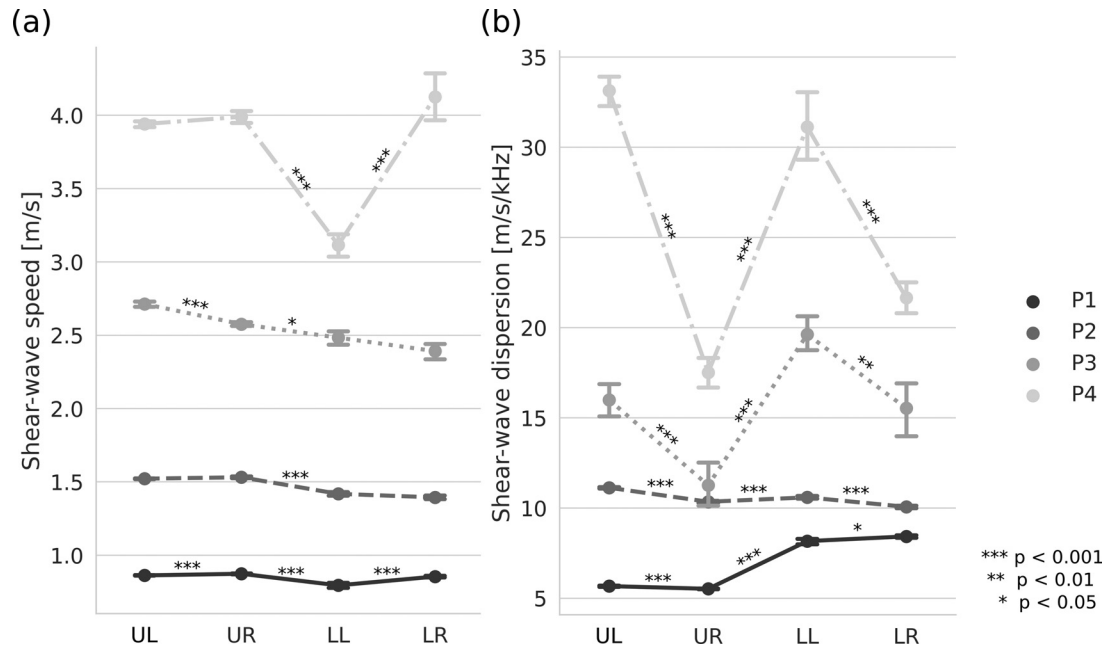 (a)
Shear-wave speed [m/s]
4.0
3.5
3.0
2.5
2.0
1.5
1.0
***
***
***
*
***
***
***
***
UL UR LL LR
(b)
Shear-wave dispersion [m/s/kHz]
35
30
25
20
15
10
5
***
***
***
***
***
**
***
***
***
***
***
*
UL UR LL LR
P1
P2
P3
P4
*** p < 0.001
** p < 0.01
* p < 0.05